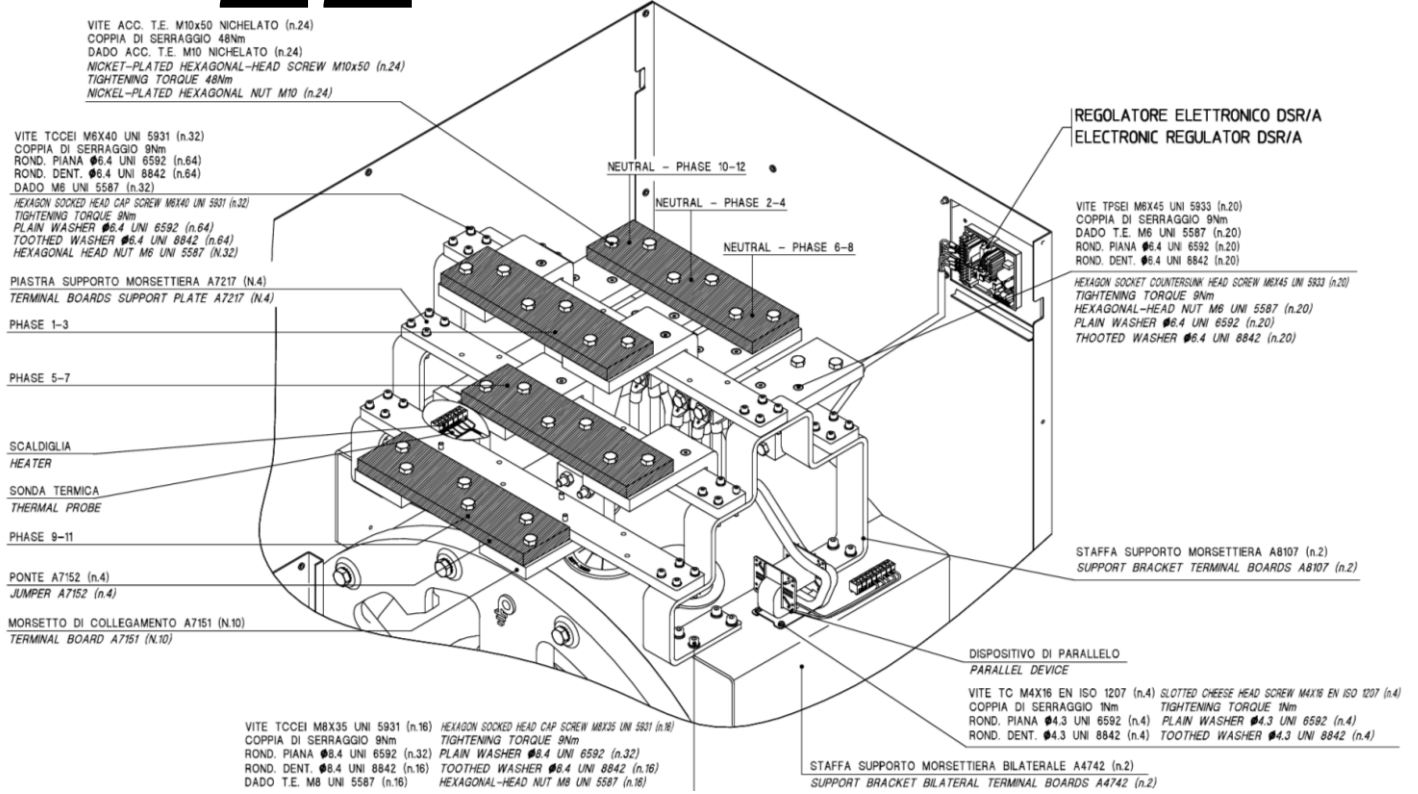 VITE ACC. T.E. M10x50 NICHELATO (n.24)
COPPIA DI SERRAGGIO 48Nm
DADO ACC. T.E. M10 NICHELATO (n.24)
NICKET-PLATED HEXAGONAL-HEAD SCREW M10x50 (n.24)
TIGHTENING TORQUE 48Nm
NICKEL-PLATED HEXAGONAL NUT M10 (n.24)
VITE TCCEI M6X40 UNI 5931 (n.32)
COPPIA DI SERRAGGIO 9Nm
ROND. PIANA Ø6.4 UNI 6592 (n.64)
ROND. DENT. Ø6.4 UNI 8842 (n.64)
DADO M6 UNI 5587 (n.32)
HEXAGON SOCKED HEAD CAP SCREW M6X40 UNI 5931 (n.32)
TIGHTENING TORQUE 9Nm
PLAIN WASHER Ø6.4 UNI 6592 (n.64)
TOOTHED WASHER Ø6.4 UNI 8842 (n.64)
HEXAGONAL HEAD NUT M6 UNI 5587 (N.32)
PIASTRA SUPPORTO MORSETTIERA A7217 (N.4)
TERMINAL BOARDS SUPPORT PLATE A7217 (N.4)
PHASE 1-3
PHASE 5-7
SCALDIGLIA
HEATER
SONDA TERMICA
THERMAL PROBE
PHASE 9-11
PONTE A7152 (n.4)
JUMPER A7152 (n.4)
MORSETTO DI COLLEGAMENTO A7151 (N.10)
TERMINAL BOARD A7151 (N.10)
NEUTRAL - PHASE 10-12
NEUTRAL - PHASE 2-4
NEUTRAL - PHASE 6-8
REGOLATORE ELETTRONICO DSR/A
ELECTRONIC REGULATOR DSR/A
VITE TPSEI M6X45 UNI 5933 (n.20)
COPPIA DI SERRAGGIO 9Nm
DADO T.E. M6 UNI 5587 (n.20)
ROND. PIANA Ø6.4 UNI 6592 (n.20)
ROND. DENT. Ø6.4 UNI 8842 (n.20)
HEXAGON SOCKET COUNTERSUNK HEAD SCREW M6X45 UNI 5933 (n.20)
TIGHTENING TORQUE 9Nm
HEXAGONAL-HEAD NUT M6 UNI 5587 (n.20)
PLAIN WASHER Ø6.4 UNI 6592 (n.20)
THOOTED WASHER Ø6.4 UNI 8842 (n.20)
STAFFA SUPPORTO MORSETTIERA A8107 (n.2)
SUPPORT BRACKET TERMINAL BOARDS A8107 (n.2)
DISPOSITIVO DI PARALLELO
PARALLEL DEVICE
VITE TC M4X16 EN ISO 1207 (n.4) SLOTTED CHEESE HEAD SCREW M4X16 EN ISO 1207 (n.4)
COPPIA DI SERRAGGIO 1Nm TIGHTENING TORQUE 1Nm
ROND. PIANA Ø4.3 UNI 6592 (n.4) PLAIN WASHER Ø4.3 UNI 6592 (n.4)
ROND. DENT. Ø4.3 UNI 8842 (n.4) TOOTHED WASHER Ø4.3 UNI 8842 (n.4)
STAFFA SUPPORTO MORSETTIERA BILATERALE A4742 (n.2)
SUPPORT BRACKET BILATERAL TERMINAL BOARDS A4742 (n.2)
VITE TCCEI M8X35 UNI 5931 (n.16) HEXAGON SOCKED HEAD CAP SCREW M8X35 UNI 5931 (n.16)
COPPIA DI SERRAGGIO 9Nm TIGHTENING TORQUE 9Nm
ROND. PIANA Ø8.4 UNI 6592 (n.32) PLAIN WASHER Ø8.4 UNI 6592 (n.32)
ROND. DENT. Ø8.4 UNI 8842 (n.16) TOOTHED WASHER Ø8.4 UNI 8842 (n.16)
DADO T.E. M8 UNI 5587 (n.16) HEXAGONAL-HEAD NUT M8 UNI 5587 (n.16)